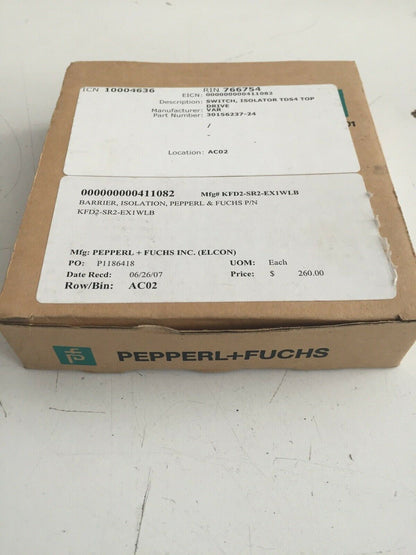 ICN 10004636 RIN 766754
EICN: 000000000411082
Description: SWITCH, ISOLATOR TDS4 TOP
DRIVE
Manufacturer: VAR
Part Number: 30156237-24
/
-
/
Location: AC02
01
000000000411082 Mfg# KFD2-SR2-EX1WLB
BARRIER, ISOLATION, PEPPERL & FUCHS P/N
KFD2-SR2-EX1WLB
Mfg: PEPPERL + FUCHS INC. (ELCON)
PO: P1186418 UOM: Each
Date Recd: 06/26/07 Price: $ 260.00
Row/Bin: AC02
PEPPERL+FUCHS